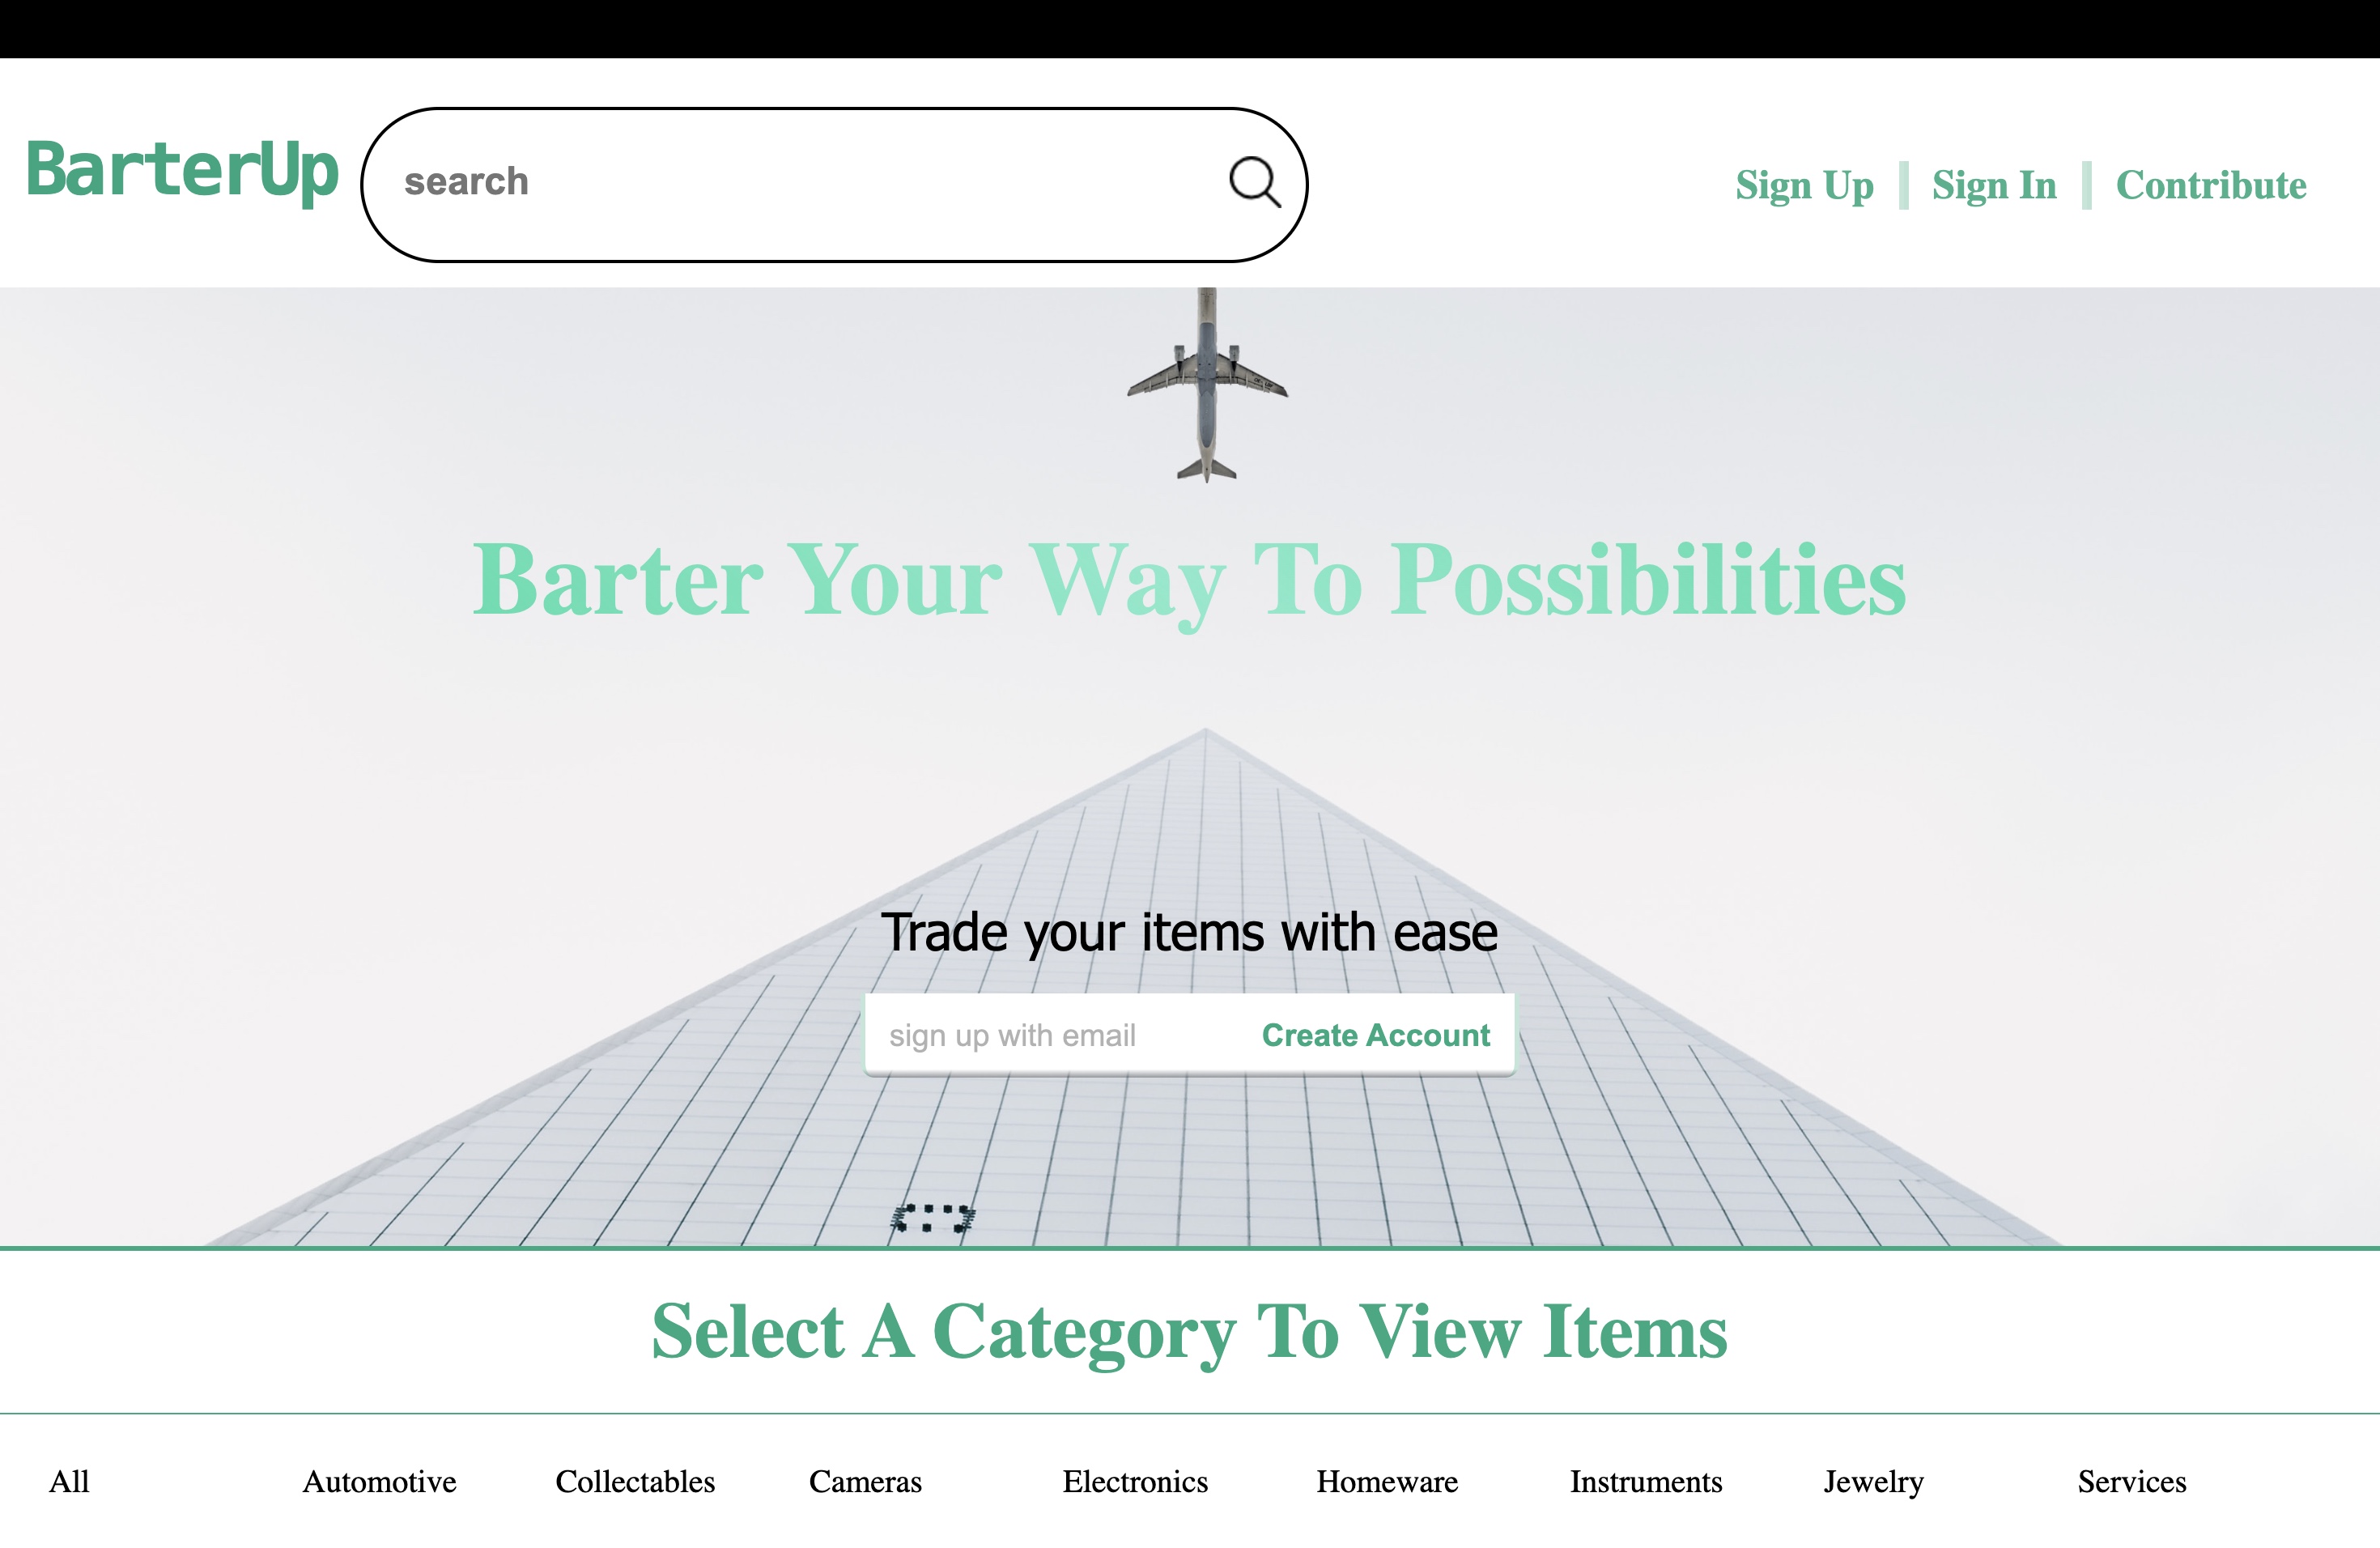 BarterUp
search
Sign Up
Sign In
Contribute
Barter Your Way To Possibilities
Trade your items with ease
sign up with email
Create Account
Select A Category To View Items
All
Automotive
Collectables
Cameras
Electronics
Homeware
Instruments
Jewelry
Services